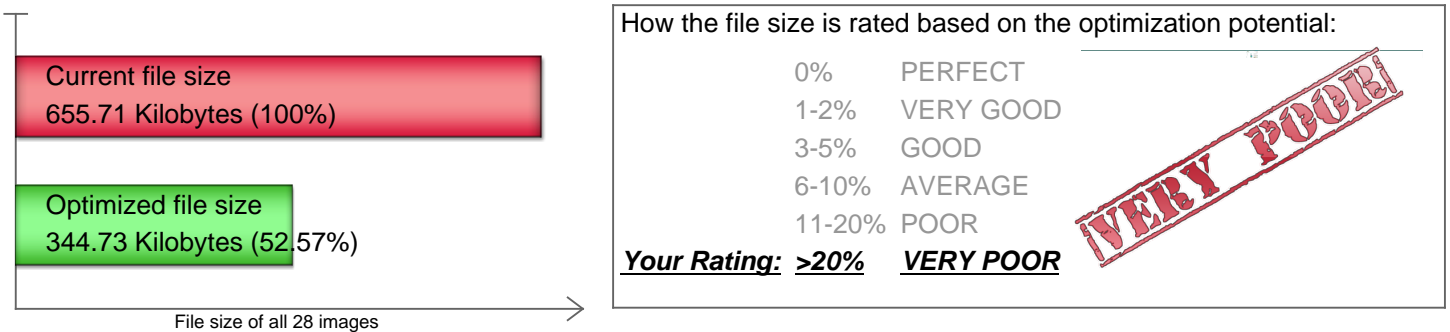 Current file size
655.71 Kilobytes (100%)
Optimized file size
344.73 Kilobytes (52.57%)
File size of all 28 images
How the file size is rated based on the optimization potential:
0% PERFECT
1-2% VERY GOOD
3-5% GOOD
6-10% AVERAGE
11-20% POOR
Your Rating: >20% VERY POOR
VERY POOR